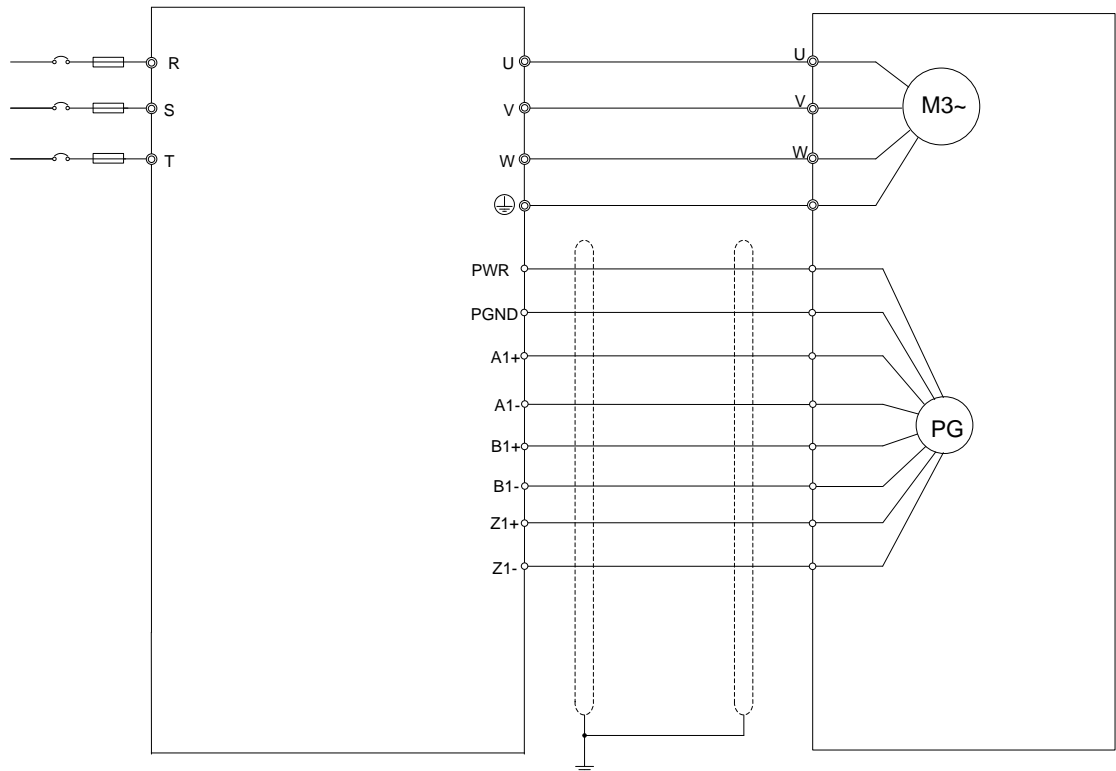 R
S
T
U
V
W
U
V
W
M3~
PWR
PGND
A1+
A1-
B1+
B1-
Z1+
Z1-
PG